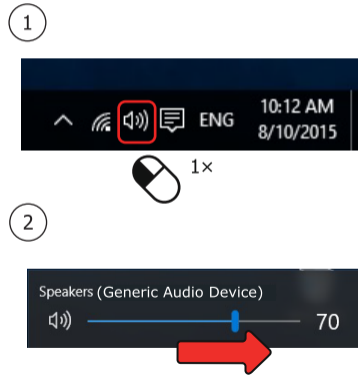 1
ENG
10:12 AM
8/10/2015
1×
2
Speakers (Generic Audio Device)
70